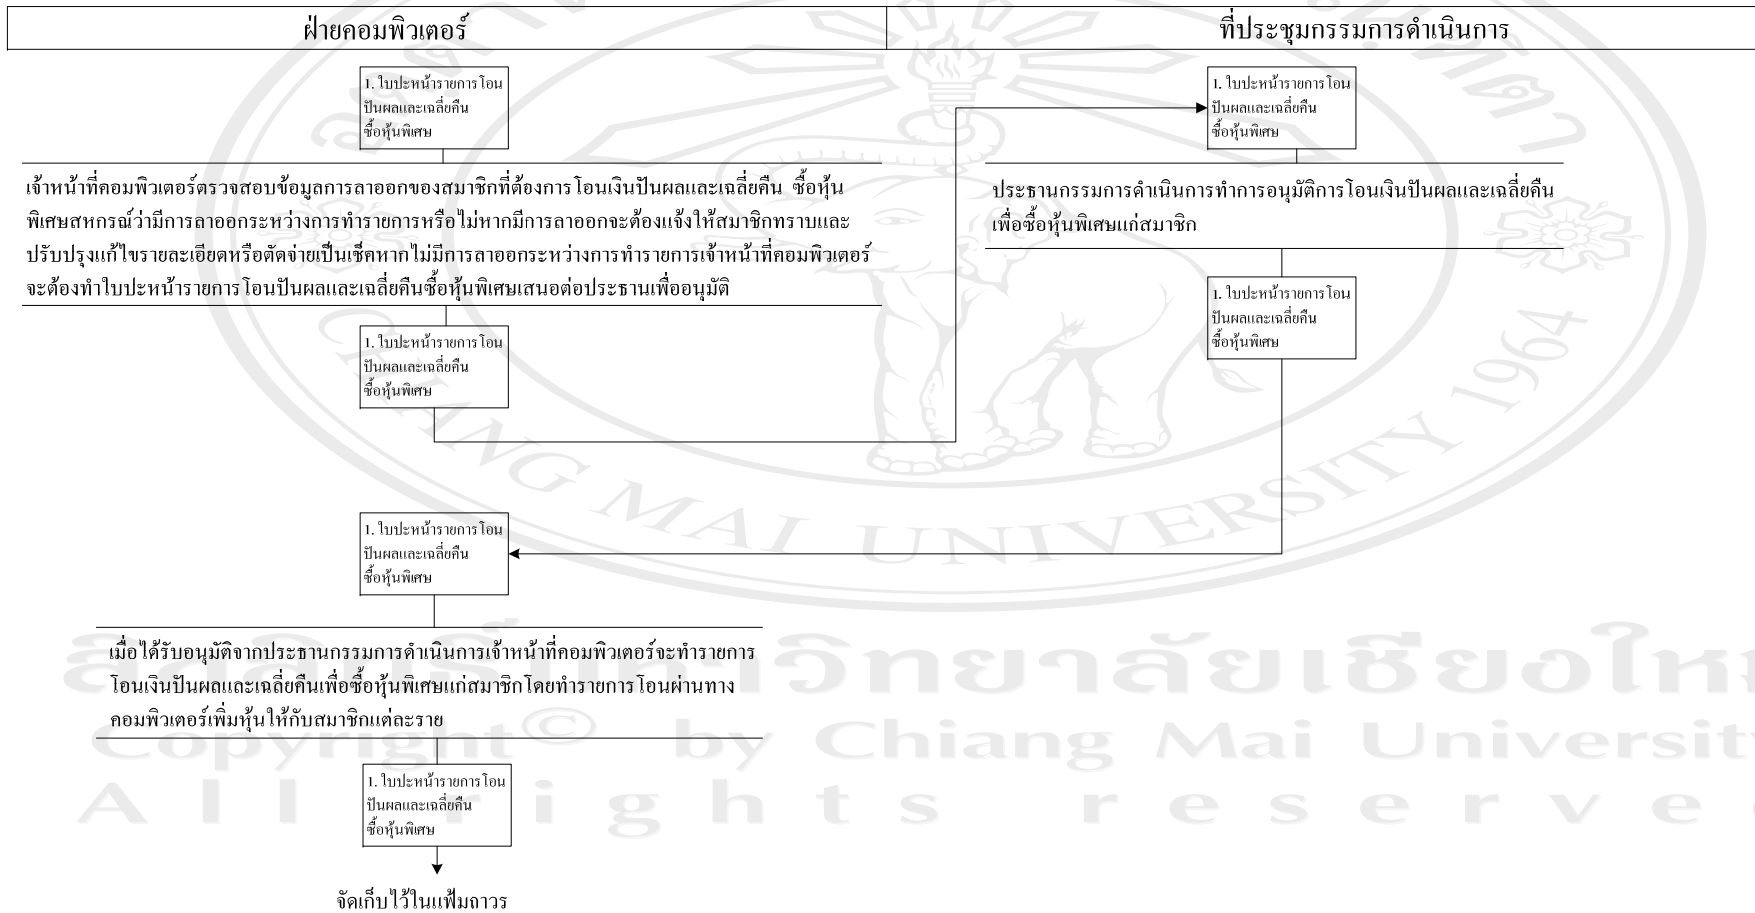 ฝ่ายคอมพิวเตอร์
ที่ประชุมกรรมการดำเนินการ
1. ใบปะหน้ารายการโอน
ปันผลและเฉลี่ยคืน
ซื้อหุ้นพิเศษ
เจ้าหน้าที่คอมพิวเตอร์ตรวจสอบข้อมูลการลาออกของสมาชิกที่ต้องการโอนเงินปันผลและเฉลี่ยคืน ซื้อหุ้น
พิเศษสหกรณ์ว่ามีการลาออกระหว่างการทำรายการหรือไม่หากมีการลาออกจะต้องแจ้งให้สมาชิกทราบและ
ปรับปรุงแก้ไขรายละเอียดหรือตัดจ่ายเป็นเช็คหากไม่มีการลาออกระหว่างการทำรายการเจ้าหน้าที่คอมพิวเตอร์
จะต้องทำใบปะหน้ารายการโอนปันผลและเฉลี่ยคืนซื้อหุ้นพิเศษเสนอต่อประธานเพื่ออนุมัติ
1. ใบปะหน้ารายการโอน
ปันผลและเฉลี่ยคืน
ซื้อหุ้นพิเศษ
1. ใบปะหน้ารายการโอน
ปันผลและเฉลี่ยคืน
ซื้อหุ้นพิเศษ
ประธานกรรมการดำเนินการทำการอนุมัติการโอนเงินปันผลและเฉลี่ยคืน
เพื่อซื้อหุ้นพิเศษแก่สมาชิก
1. ใบปะหน้ารายการโอน
ปันผลและเฉลี่ยคืน
ซื้อหุ้นพิเศษ
1. ใบปะหน้ารายการโอน
ปันผลและเฉลี่ยคืน
ซื้อหุ้นพิเศษ
เมื่อได้รับอนุมัติจากประธานกรรมการดำเนินการเจ้าหน้าที่คอมพิวเตอร์จะทำรายการ
โอนเงินปันผลและเฉลี่ยคืนเพื่อซื้อหุ้นพิเศษแก่สมาชิกโดยทำรายการโอนผ่านทาง
คอมพิวเตอร์เพิ่มหุ้นให้กับสมาชิกแต่ละราย
1. ใบปะหน้ารายการโอน
ปันผลและเฉลี่ยคืน
ซื้อหุ้นพิเศษ
จัดเก็บไว้ในแฟ้มถาวร
CHIANG MAI UNIVERSITY 1964
ลิขสิทธิ์มหาวิทยาลัยเชียงใหม่
Copyright© by Chiang Mai University
All rights reserve